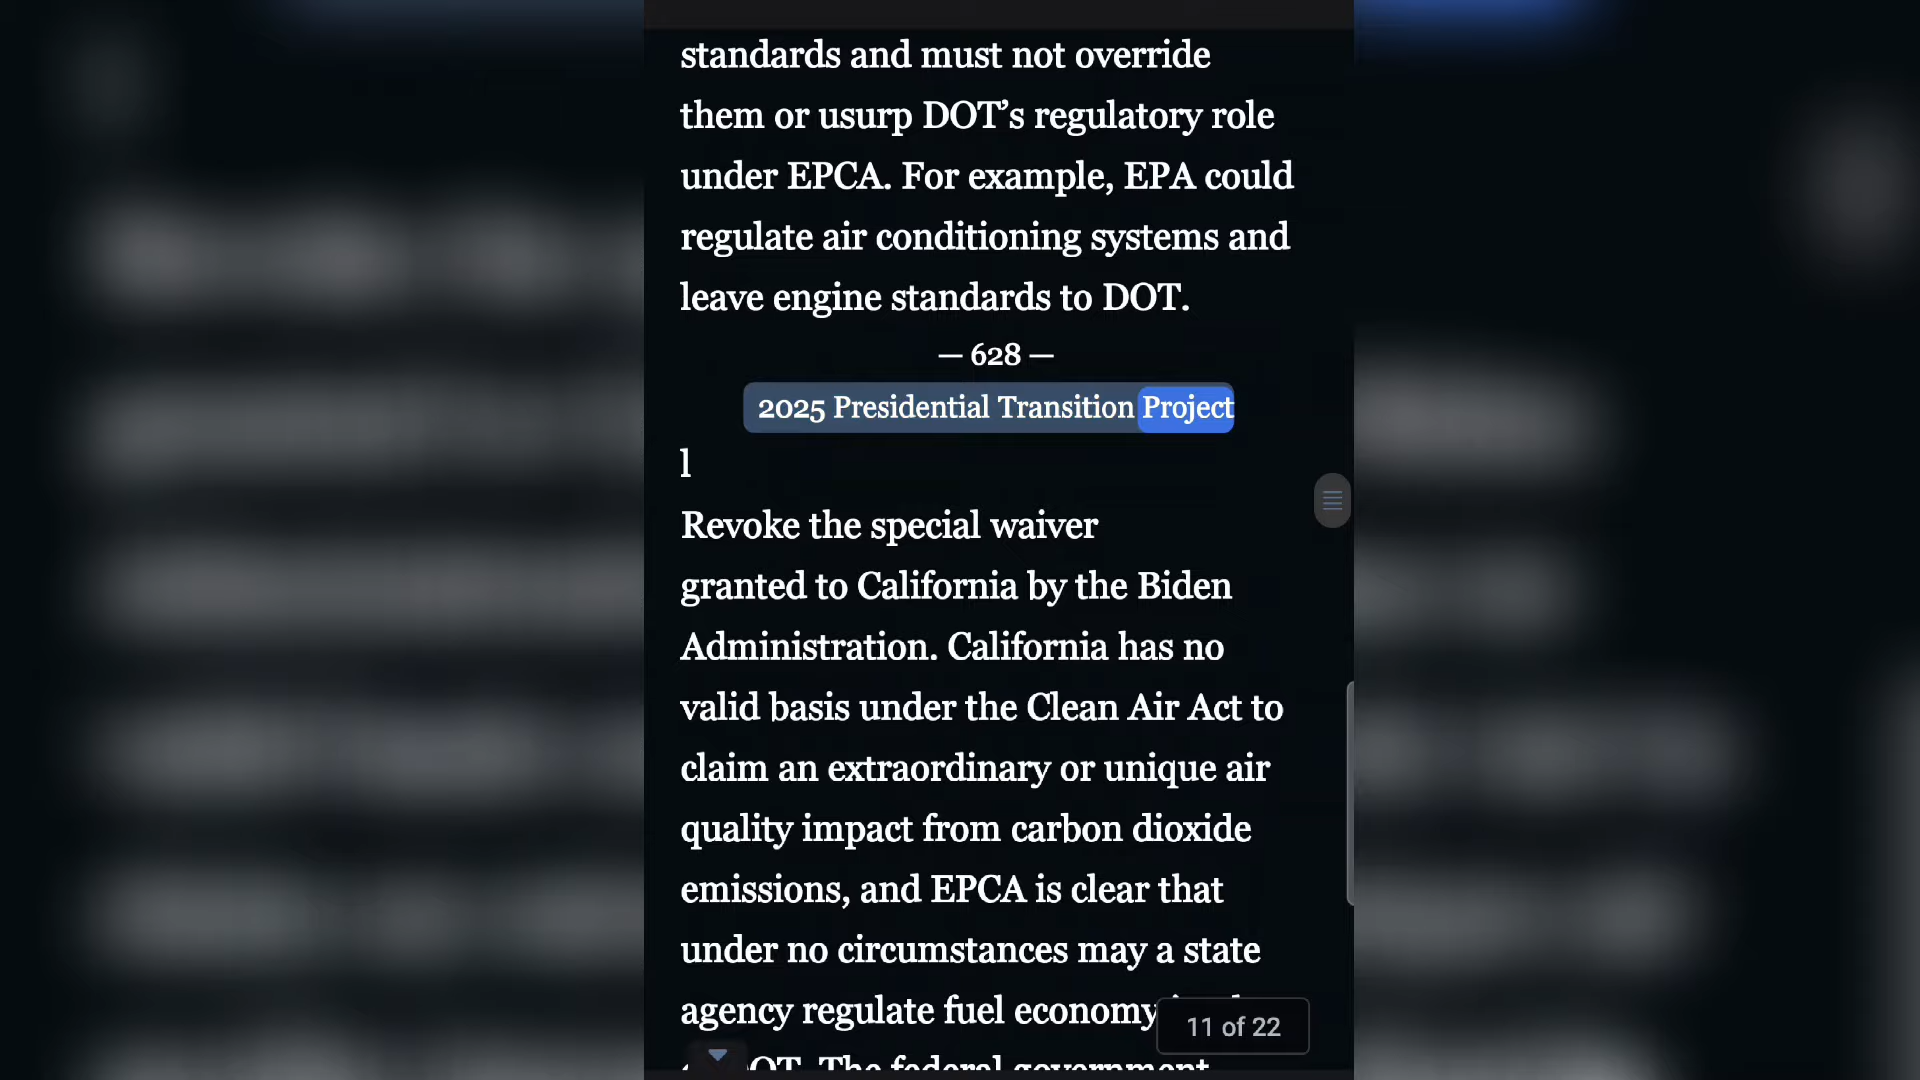 standards and must not override
them or usurp DOT’s regulatory role
under EPCA. For example, EPA could
regulate air conditioning systems and
leave engine standards to DOT.
— 628 —
2025 Presidential Transition Project
l
Revoke the special waiver
granted to California by the Biden
Administration. California has no
valid basis under the Clean Air Act to
claim an extraordinary or unique air
quality impact from carbon dioxide
emissions, and EPCA is clear that
under no circumstances may a state
agency regulate fuel economy
11 of 22
The federal government